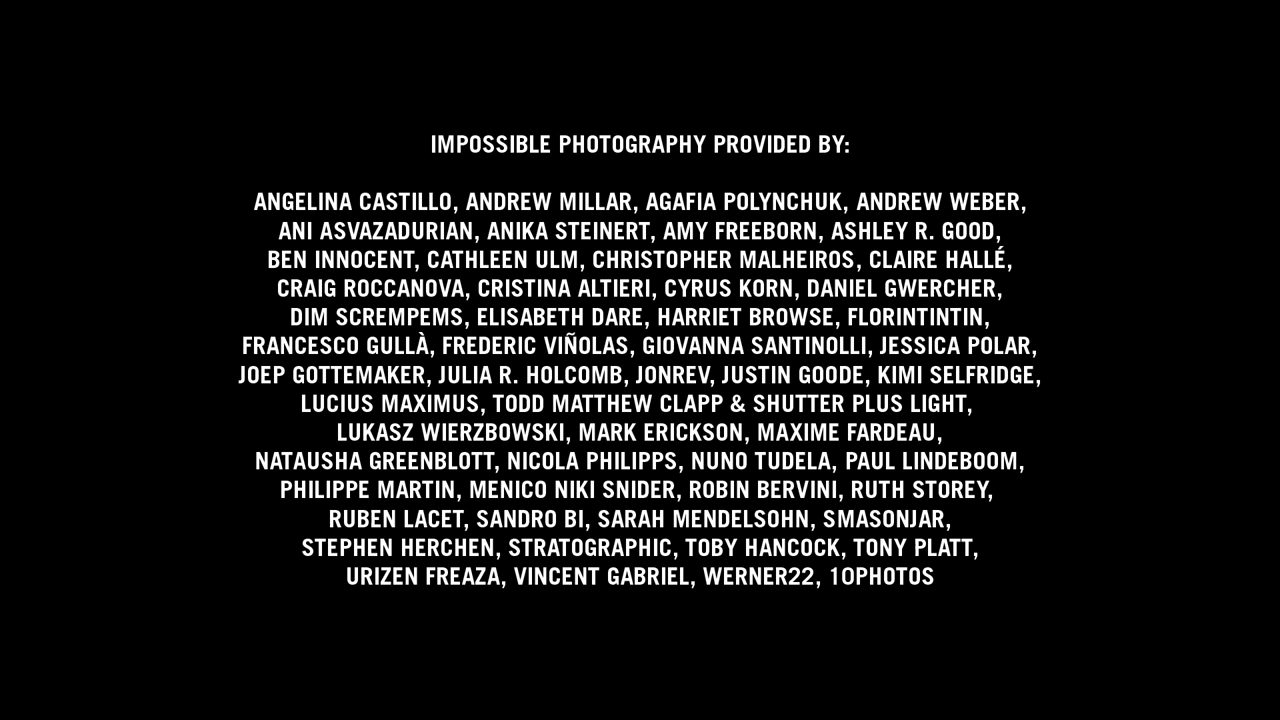 IMPOSSIBLE PHOTOGRAPHY PROVIDED BY:
ANGELINA CASTILLO, ANDREW MILLAR, AGAFIA POLYNCHUK, ANDREW WEBER,
ANI ASVAZADURIAN, ANIKA STEINERT, AMY FREEBORN, ASHLEY R. GOOD,
BEN INNOCENT, CATHLEEN ULM, CHRISTOPHER MALHEIROS, CLAIRE HALLÉ,
CRAIG ROCCANOVA, CRISTINA ALTIERI, CYRUS KORN, DANIEL GWERCHER,
DIM SCREMPEMS, ELISABETH DARE, HARRIET BROWSE, FLORINTINTIN,
FRANCESCO GULLÀ, FREDERIC VIÑOLAS, GIOVANNA SANTINOLLI, JESSICA POLAR,
JOEP GOTTEMAKER, JULIA R. HOLCOMB, JONREV, JUSTIN GOODE, KIMI SELFRIDGE,
LUCIUS MAXIMUS, TODD MATTHEW CLAPP & SHUTTER PLUS LIGHT,
LUKASZ WIERZBOWSKI, MARK ERICKSON, MAXIME FARDEAU,
NATAUSHA GREENBLOTT, NICOLA PHILIPPS, NUNO TUDELA, PAUL LINDEBOOM,
PHILIPPE MARTIN, MENICO NIKI SNIDER, ROBIN BERVINI, RUTH STOREY,
RUBEN LACET, SANDRO BI, SARAH MENDELSOHN, SMASONJAR,
STEPHEN HERCHEN, STRATOGRAPHIC, TOBY HANCOCK, TONY PLATT,
URIZEN FREAZA, VINCENT GABRIEL, WERNER22, 10PHOTOS